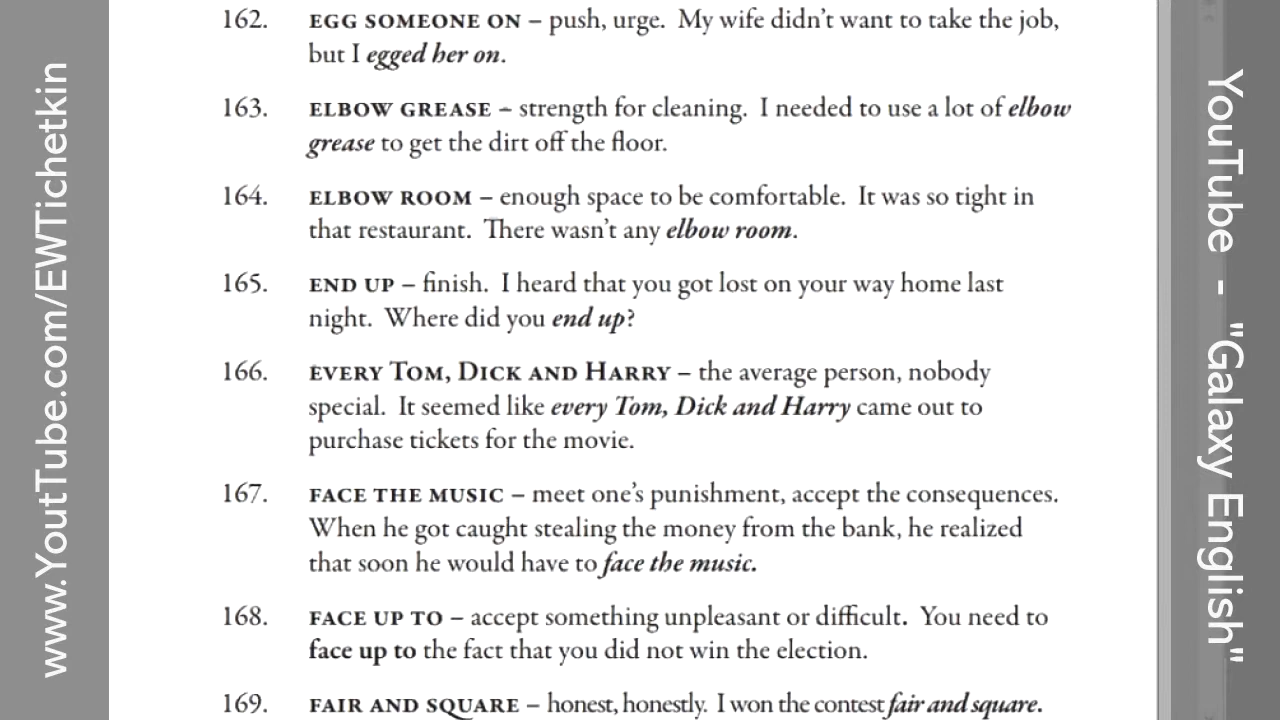 www.YoutTube.com/EWTichetkin
162. EGG SOMEONE ON – push, urge. My wife didn't want to take the job,
but I egged her on.
163. ELBOW GREASE – strength for cleaning. I needed to use a lot of elbow
grease to get the dirt off the floor.
164. ELBOW ROOM – enough space to be comfortable. It was so tight in
that restaurant. There wasn't any elbow room.
165. END UP – finish. I heard that you got lost on your way home last
night. Where did you end up?
166. EVERY TOM, DICK AND HARRY – the average person, nobody
special. It seemed like every Tom, Dick and Harry came out to
purchase tickets for the movie.
167. FACE THE MUSIC – meet one's punishment, accept the consequences.
When he got caught stealing the money from the bank, he realized
that soon he would have to face the music.
168. FACE UP TO – accept something unpleasant or difficult. You need to
face up to the fact that you did not win the election.
169. FAIR AND SQUARE – honest, honestly. I won the contest fair and square.
YouTube - "Galaxy English"